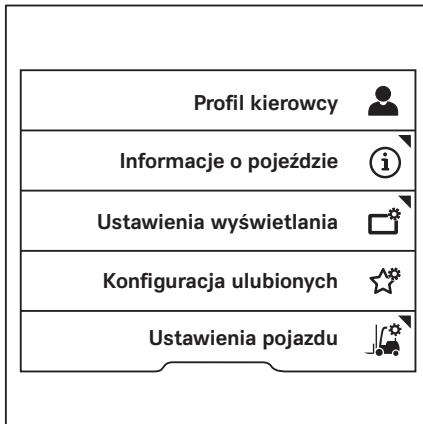 Profil kierowcy
Informacje o pojeździe
Ustawienia wyświetlania
Konfiguracja ulubionych
Ustawienia pojazdu